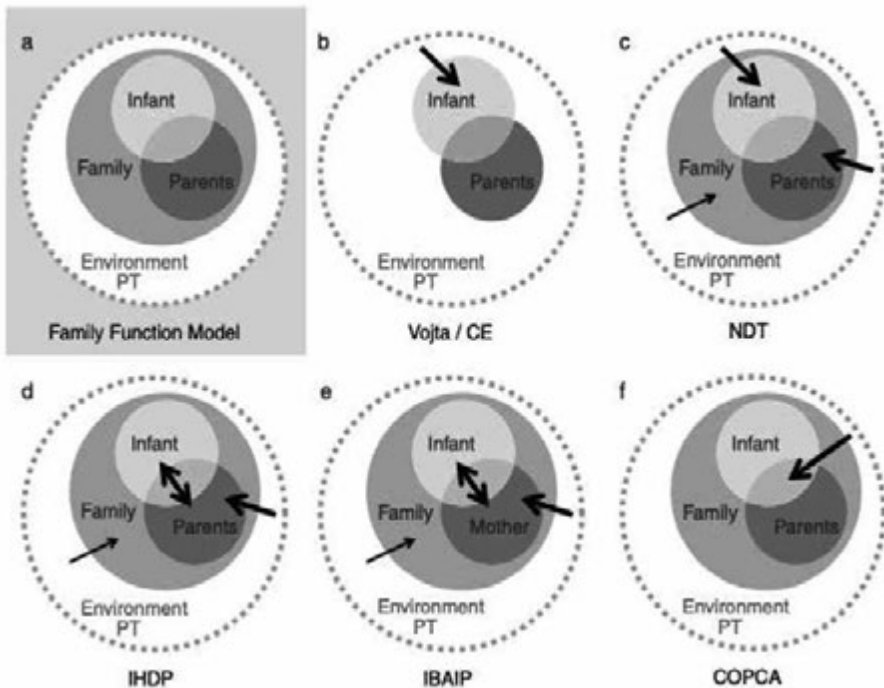 a
Infant
Family
Parents
Environment
PT
Family Function Model
b
Infant
Parents
Environment
PT
Vojta / CE
c
Infant
Family
Parents
Environment
PT
NDT
d
Infant
Family
Parents
Environment
PT
IHDP
e
Infant
Family
Mother
Environment
PT
IBAIP
f
Infant
Family
Parents
Environment
PT
COPCA